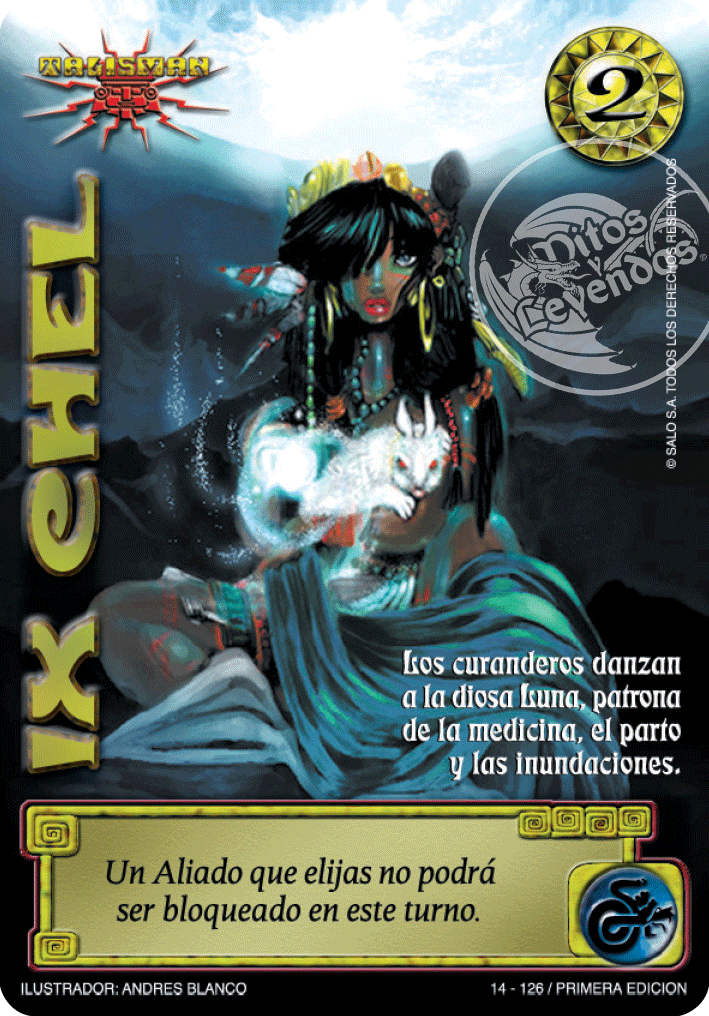 TALISMAN
2
Mitos
y
Leyendas
®
© SALO S.A. TODOS LOS DERECHOS RESERVADOS
IX CHEL
Los curanderos danzan
a la diosa Luna, patrona
de la medicina, el parto
y las inundaciones.
Un Aliado que elijas no podrá
ser bloqueado en este turno.
ILUSTRADOR: ANDRES BLANCO
14 - 126 / PRIMERA EDICION